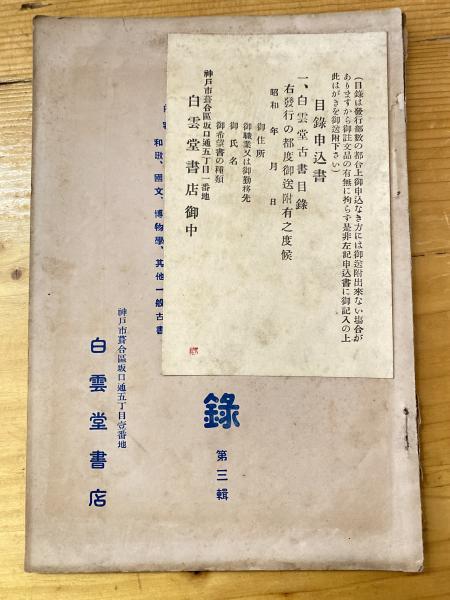 (目錄は發行部數の都合上御申込なき方には御送附出來ない塲合が
ありますから御註文品の有無に拘らず是非左記申込書に御記入の上
此はがきを御送附下さい)
目錄申込書
一、白雲堂古書目錄
右發行の都度御送附有之度候
昭和 年 月 日
御住所
御職業又は御勤務先
御氏名
御希望書の種類
神戸市葺合區坂口通五丁目一番地
白雲堂書店御中
錄
第三輯
和歌、國文、博物學、其他一般古書
神戸市葺合區坂口通五丁目壹番地
白雲堂書店